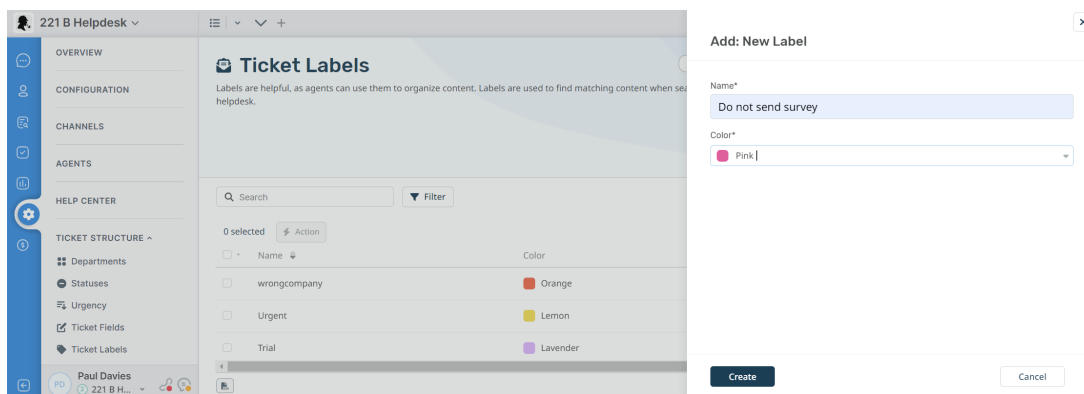 221 B Helpdesk
OVERVIEW
CONFIGURATION
CHANNELS
AGENTS
HELP CENTER
TICKET STRUCTURE
Departments
Statuses
Urgency
Ticket Fields
Ticket Labels
PD
Paul Davies
221 B H...
Ticket Labels
Labels are helpful, as agents can use them to organize content. Labels are used to find matching content when sea
helpdesk.
Search
Filter
0 selected
Action
Name
Color
wrongcompany
Orange
Urgent
Lemon
Trial
Lavender
Add: New Label
Name*
Do not send survey
Color*
Pink
Create
Cancel